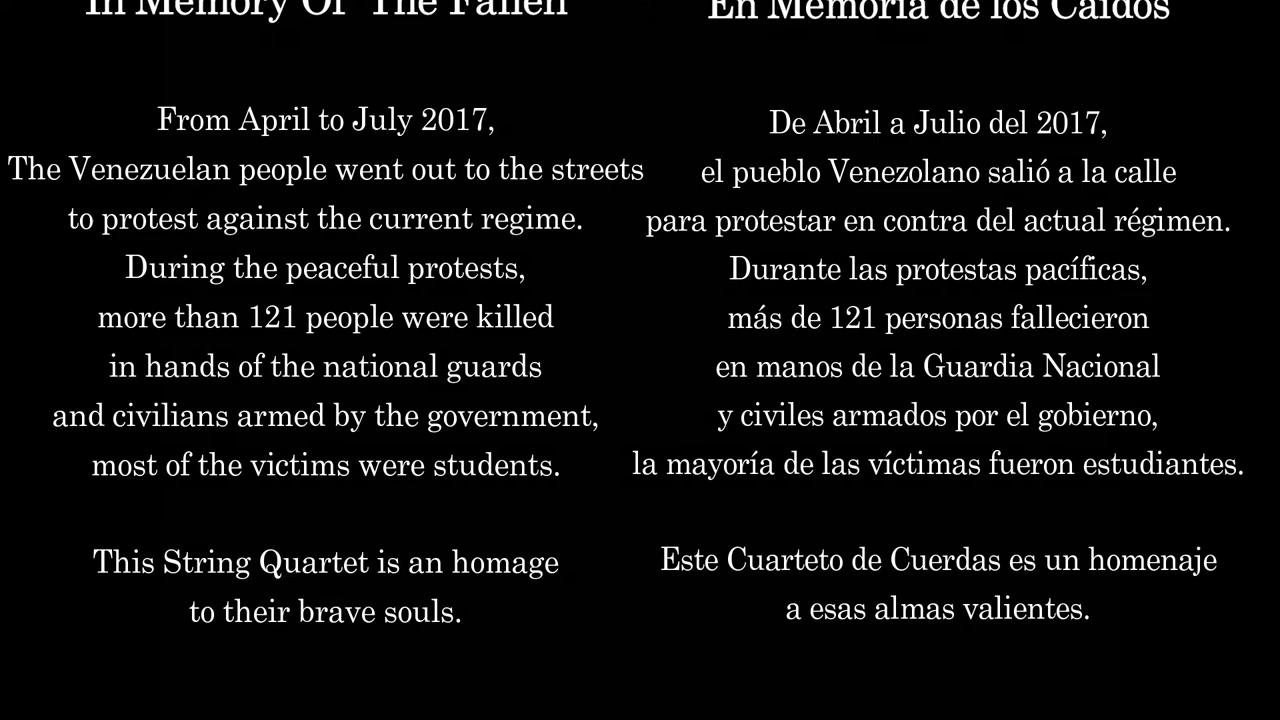 In Memory Of The Fallen
From April to July 2017,
The Venezuelan people went out to the streets
to protest against the current regime.
During the peaceful protests,
more than 121 people were killed
in hands of the national guards
and civilians armed by the government,
most of the victims were students.
This String Quartet is an homage
to their brave souls.
En Memoria de los Caídos
De Abril a Julio del 2017,
el pueblo Venezolano salió a la calle
para protestar en contra del actual régimen.
Durante las protestas pacíficas,
más de 121 personas fallecieron
en manos de la Guardia Nacional
y civiles armados por el gobierno,
la mayoría de las víctimas fueron estudiantes.
Este Cuarteto de Cuerdas es un homenaje
a esas almas valientes.